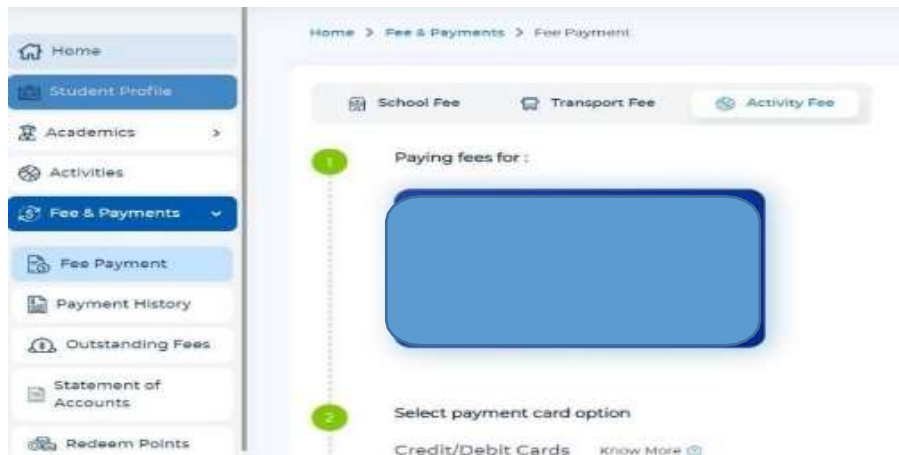 Home > Fee & Payments > Fee Payment
Home
Student Profile
Academics >
Activities
Fee & Payments
Fee Payment
Payment History
Outstanding Fees
Statement of
Accounts
Redeem Points
School Fee Transport Fee Activity Fee
1 Paying fees for :
2 Select payment card option
Credit/Debit Cards Know More